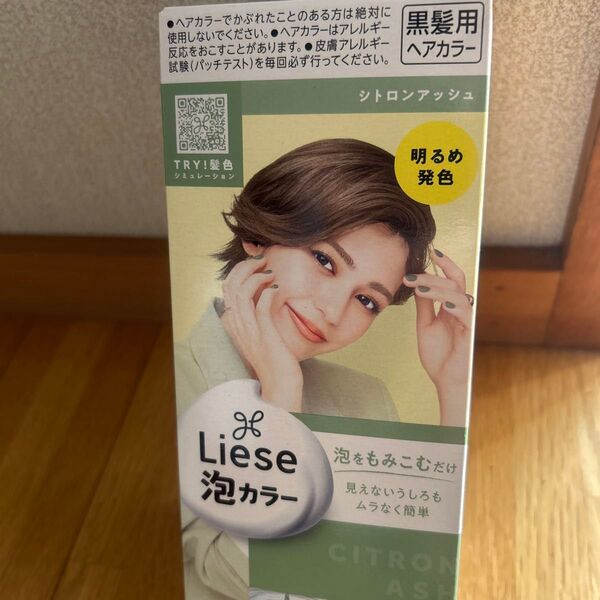 ●ヘアカラーでかぶれたことのある方は絶対に
使用しないでください。●ヘアカラーはアレルギー
反応をおこすことがあります。●皮膚アレルギー
試験（パッチテスト）を毎回必ず行ってください。
黒髪用
ヘアカラー
シトロンアッシュ
TRY!髪色
シミュレーション
明るめ
発色
Liese
泡カラー
泡をもみこむだけ
見えないうしろも
ムラなく簡単
CITRON
ASH